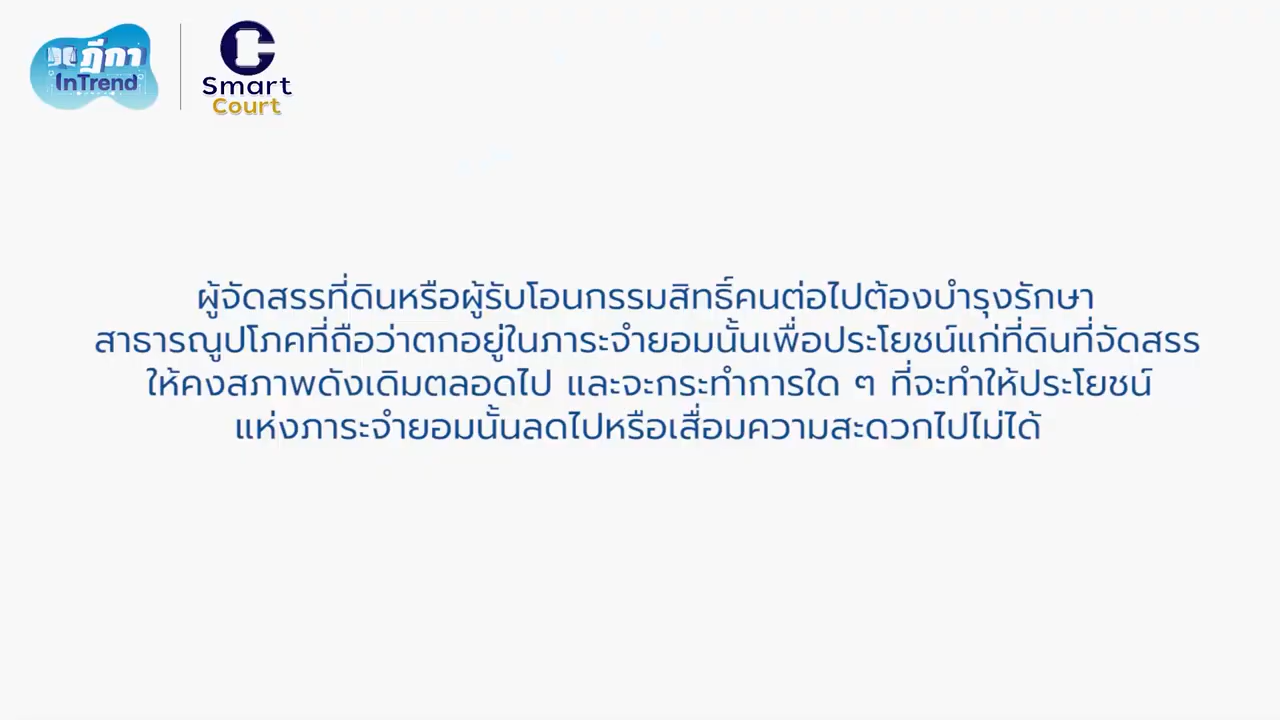 ฎีกา
InTrend
Smart
Court
ผู้จัดสรรที่ดินหรือผู้รับโอนกรรมสิทธิ์คนต่อไปต้องบำรุงรักษา
สาธารณูปโภคที่ถือว่าตกอยู่ในภาระจำยอมนั้นเพื่อประโยชน์แก่ที่ดินที่จัดสรร
ให้คงสภาพดังเดิมตลอดไป และจะกระทำการใด ๆ ที่จะทำให้ประโยชน์
แห่งภาระจำยอมนั้นลดไปหรือเสื่อมความสะดวกไปไม่ได้